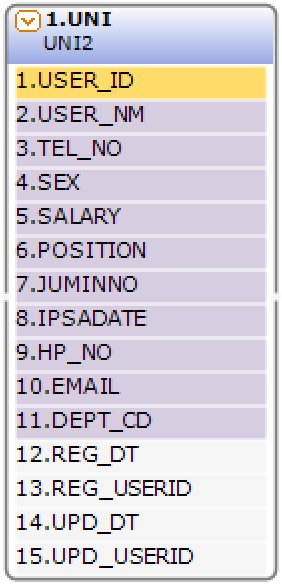 1.UNI
UNI2
1.USER_ID
2.USER_NM
3.TEL_NO
4.SEX
5.SALARY
6.POSITION
7.JUMINNO
8.IPSADATE
9.HP_NO
10.EMAIL
11.DEPT_CD
12.REG_DT
13.REG_USERID
14.UPD_DT
15.UPD_USERID